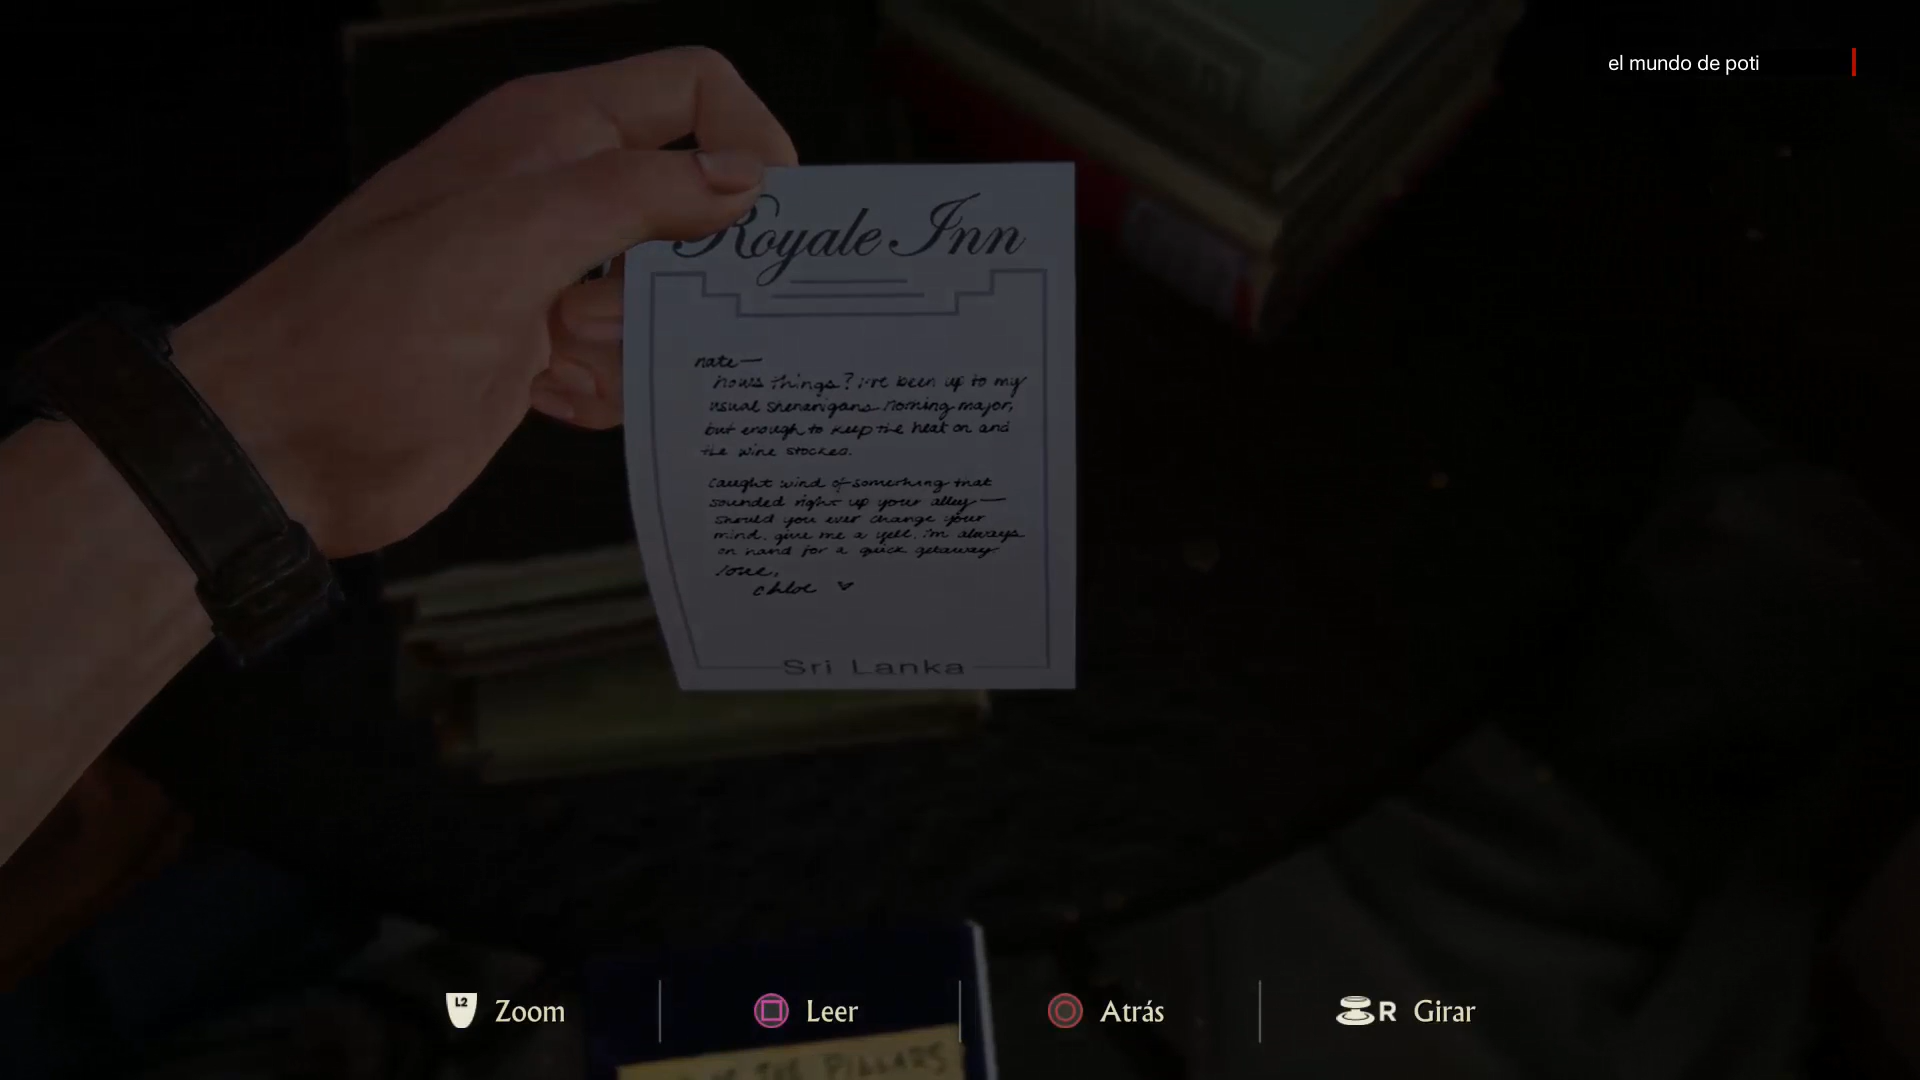 el mundo de poti
Royale Inn
nate—
hows things? i've been up to my
usual shenanigans. nothing major,
but enough to keep the heat on and
the wine stocked.
caught wind of something that
sounded right up your alley—
should you ever change your
mind, give me a yell. i'm always
on hand for a quick getaway
love,
chloe
Sri Lanka
L2 Zoom
Leer
Atrás
R Girar
THE PILLARS